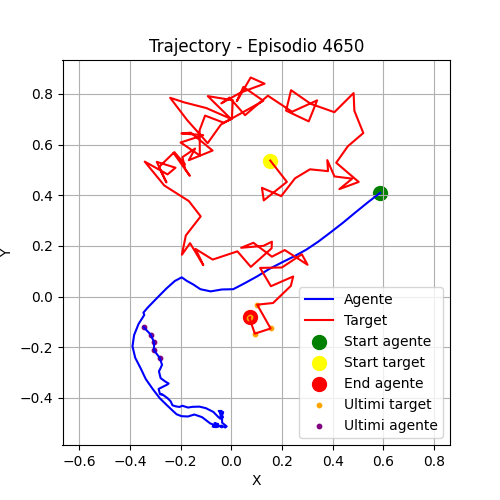 Trajectory - Episodio 4650
0.8
0.6
0.4
0.2
0.0
−0.2
−0.4
Y
−0.6
−0.4
−0.2
0.0
0.2
0.4
0.6
0.8
X
Agente
Target
Start agente
Start target
End agente
Ultimi target
Ultimi agente